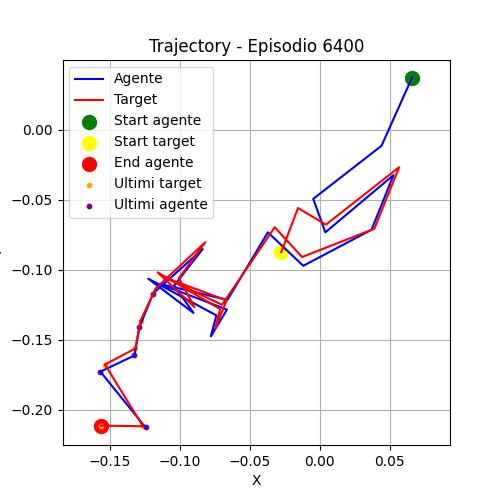 Trajectory - Episodio 6400
Agente
Target
Start agente
Start target
End agente
Ultimi target
Ultimi agente
0.00
−0.05
−0.10
−0.15
−0.20
−0.15
−0.10
−0.05
0.00
0.05
X